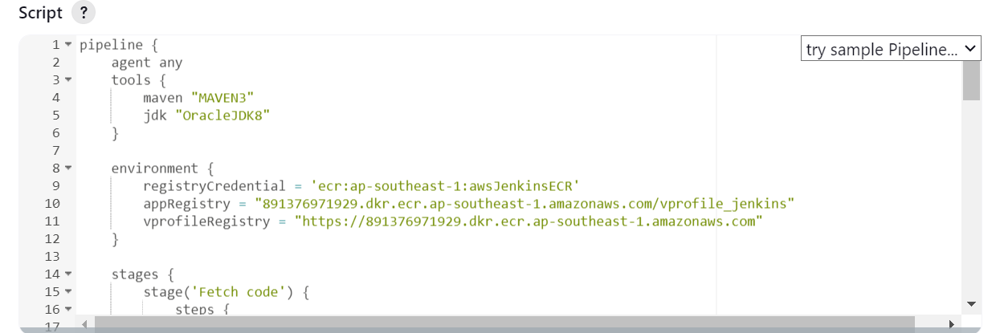 Script ?
try sample Pipeline...
1 pipeline {
2 agent any
3 tools {
4 maven "MAVEN3"
5 jdk "OracleJDK8"
6 }
7
8 environment {
9 registryCredential = 'ecr:ap-southeast-1:awsJenkinsECR'
10 appRegistry = "891376971929.dkr.ecr.ap-southeast-1.amazonaws.com/vprofile_jenkins"
11 vprofileRegistry = "https://891376971929.dkr.ecr.ap-southeast-1.amazonaws.com"
12 }
13
14 stages {
15 stage('Fetch code') {
16 steps {
17